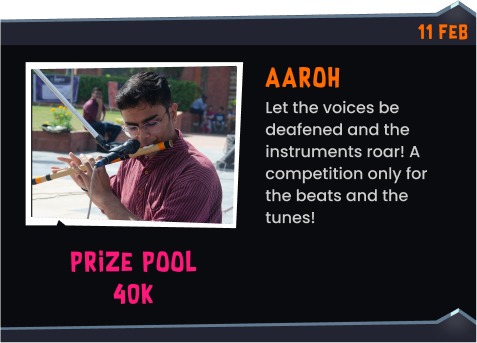 11 FEB
AAROH
Let the voices be
deafened and the
instruments roar! A
competition only for
the beats and the
tunes!
PRIZE POOL
40K